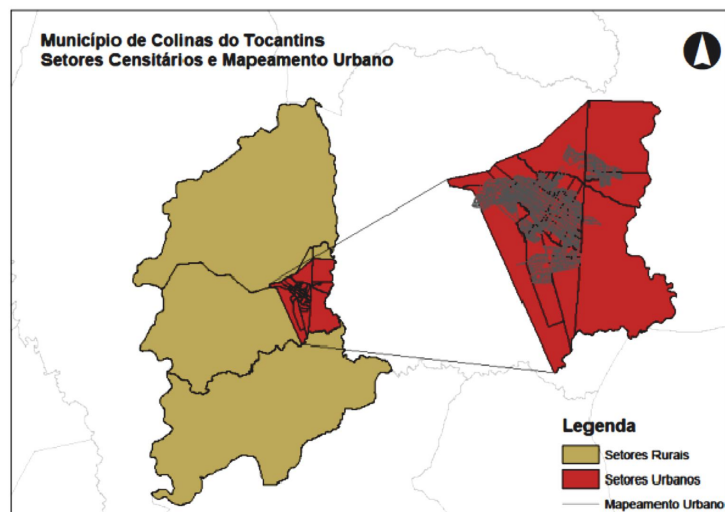 Município de Colinas do Tocantins
Setores Censitários e Mapeamento Urbano
Legenda
Setores Rurais
Setores Urbanos
Mapeamento Urbano